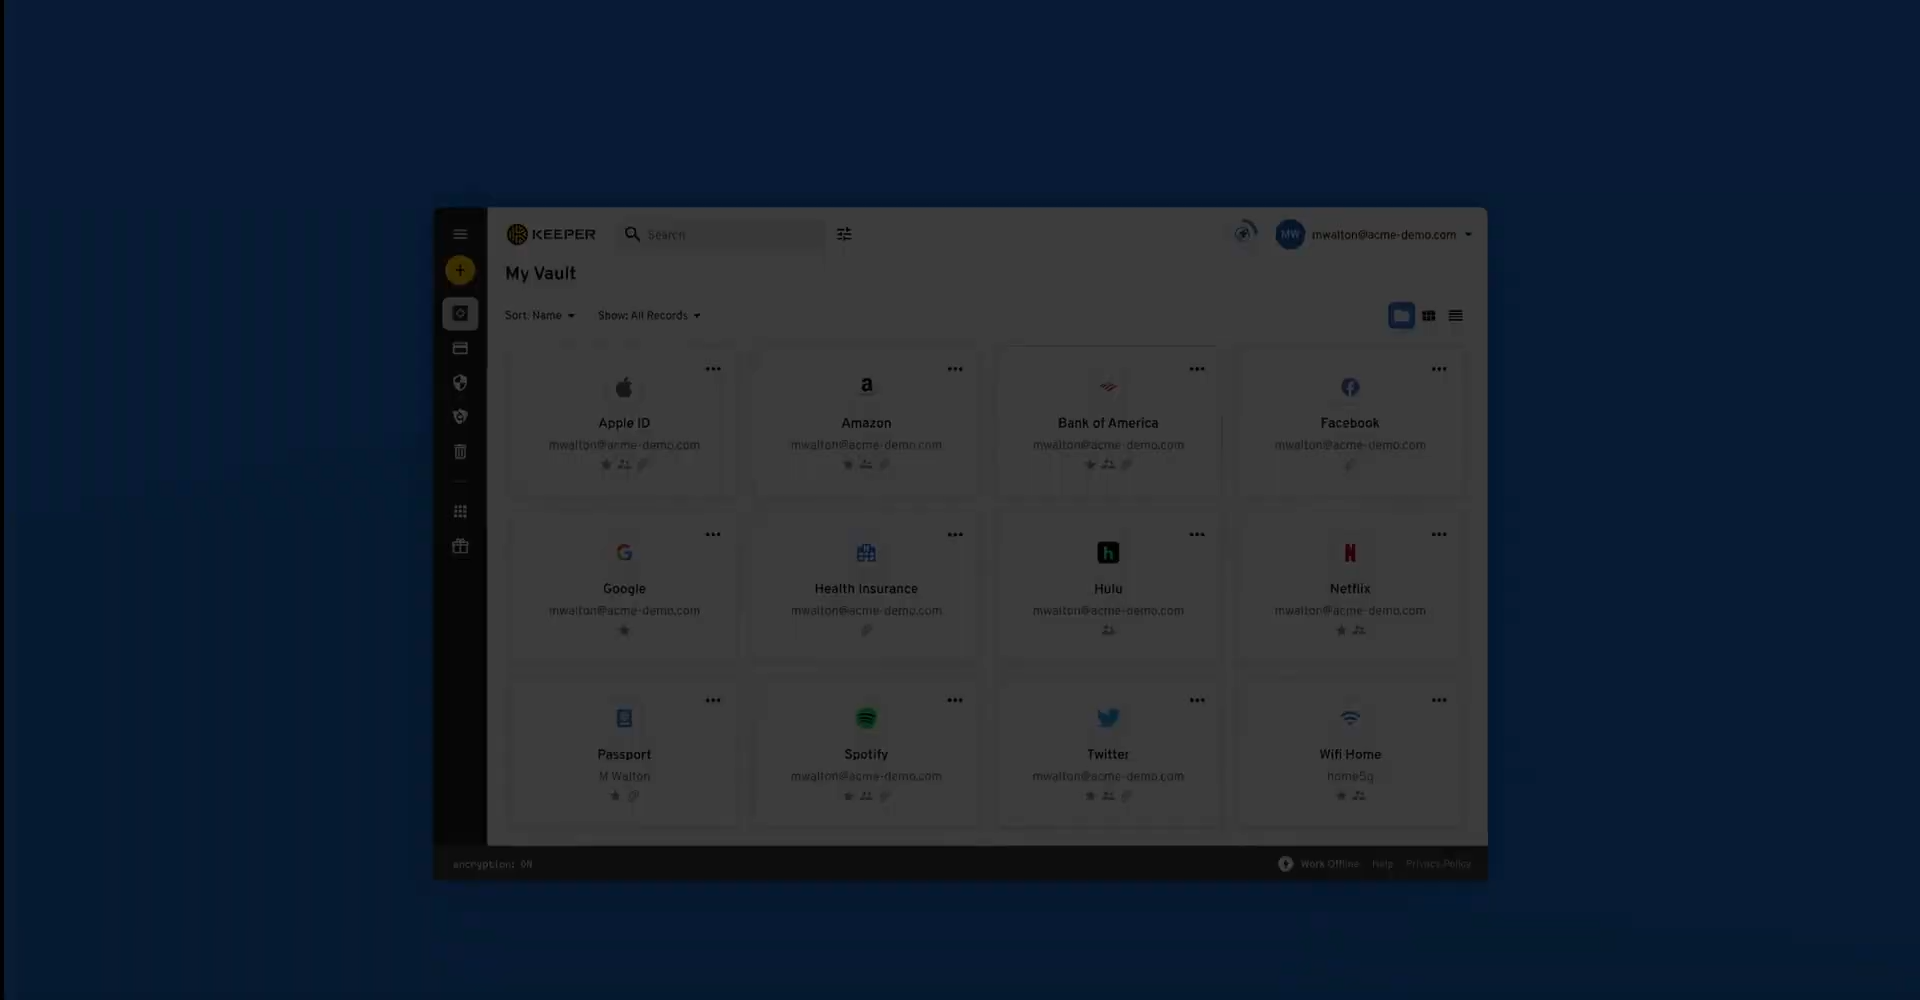 KEEPER Search MW mwalton@acme-demo.com
My Vault
Sort: Name Show: All Records
Apple ID
mwalton@acme-demo.com
Amazon
mwalton@acme-demo.com
Bank of America
mwalton@acme-demo.com
Facebook
mwalton@acme-demo.com
Google
mwalton@acme-demo.com
Health Insurance
mwalton@acme-demo.com
Hulu
mwalton@acme-demo.com
Netflix
mwalton@acme-demo.com
Passport
M Walton
Spotify
mwalton@acme-demo.com
Twitter
mwalton@acme-demo.com
Wifi Home
home5g
encryption: ON Work Offline Help Privacy Policy